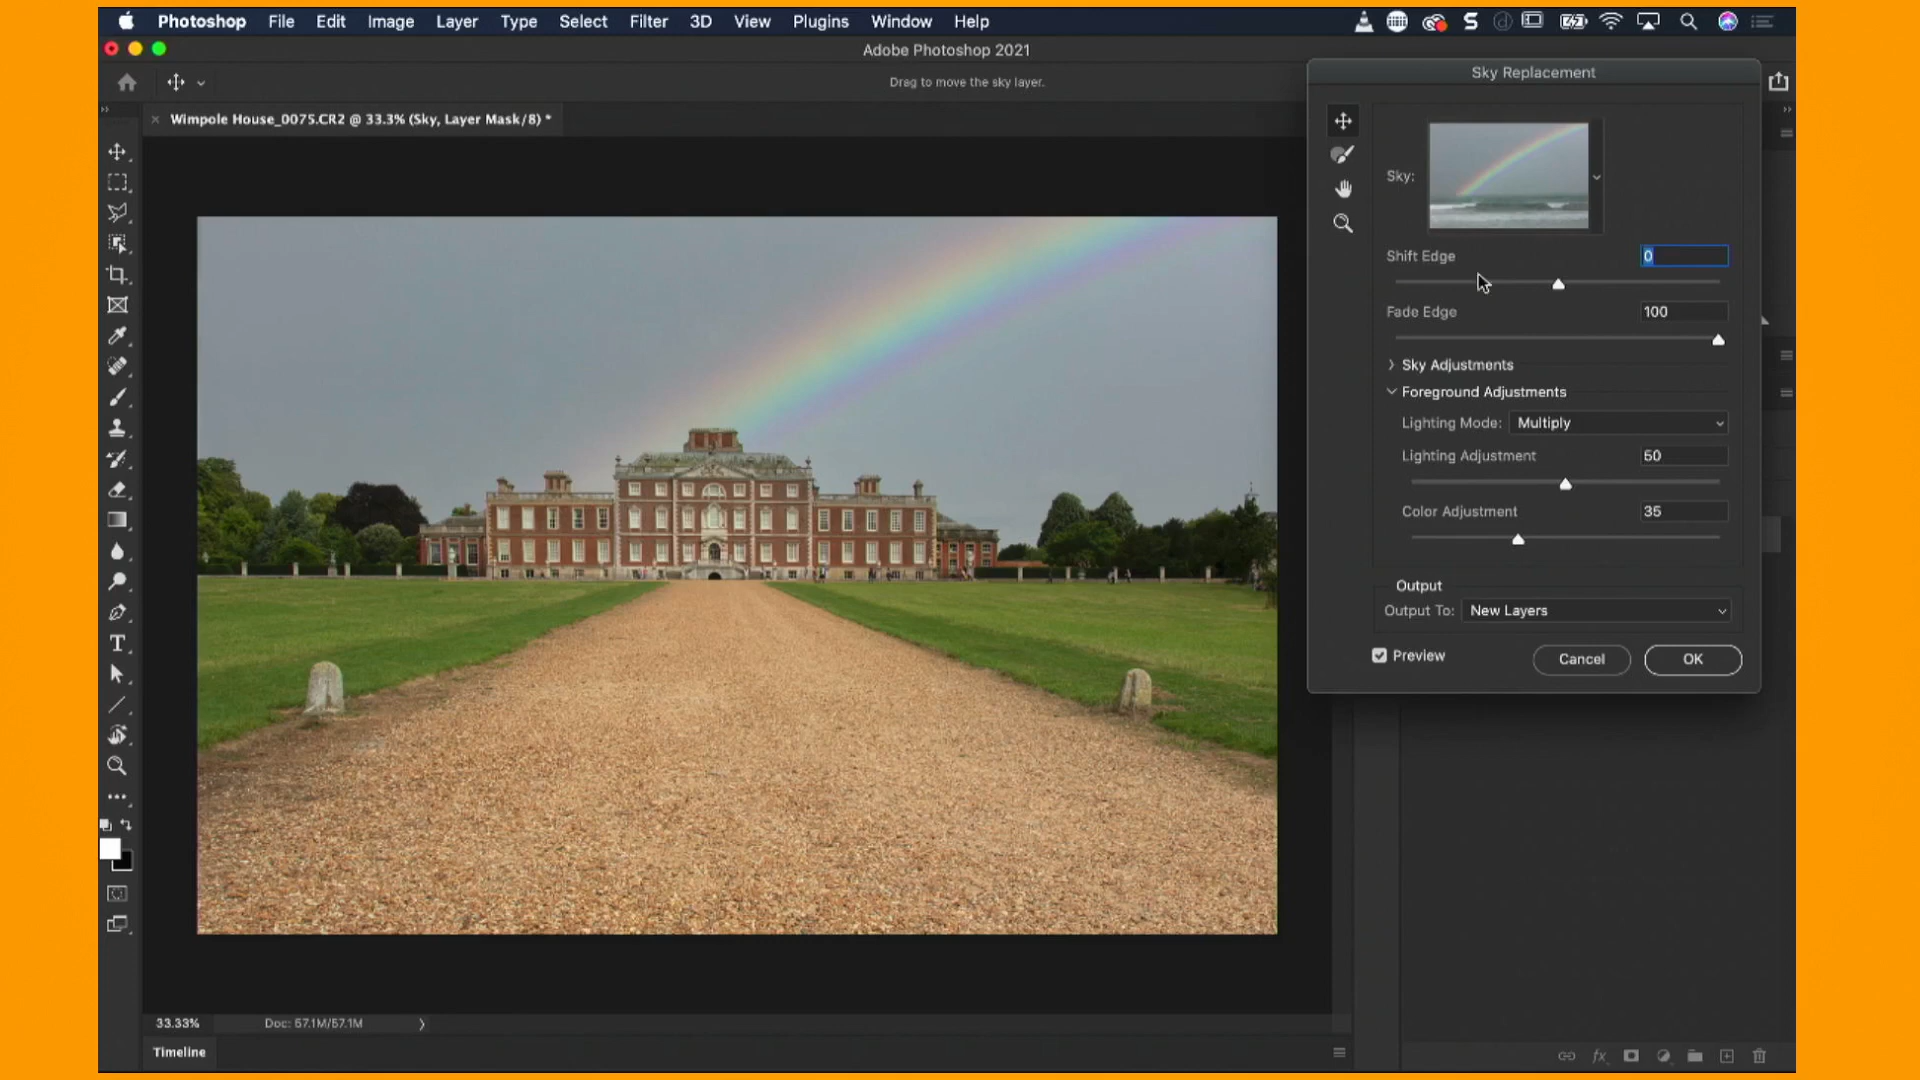 Photoshop File Edit Image Layer Type Select Filter 3D View Plugins Window Help
Adobe Photoshop 2021
Drag to move the sky layer.
Wimpole House_0075.CR2 @ 33.3% (Sky, Layer Mask/8) *
Sky Replacement
Sky:
Shift Edge 0
Fade Edge 100
Sky Adjustments
Foreground Adjustments
Lighting Mode: Multiply
Lighting Adjustment 50
Color Adjustment 35
Output
Output To: New Layers
Preview
Cancel
OK
33.33% Doc: 57.1M/57.1M
Timeline
fx